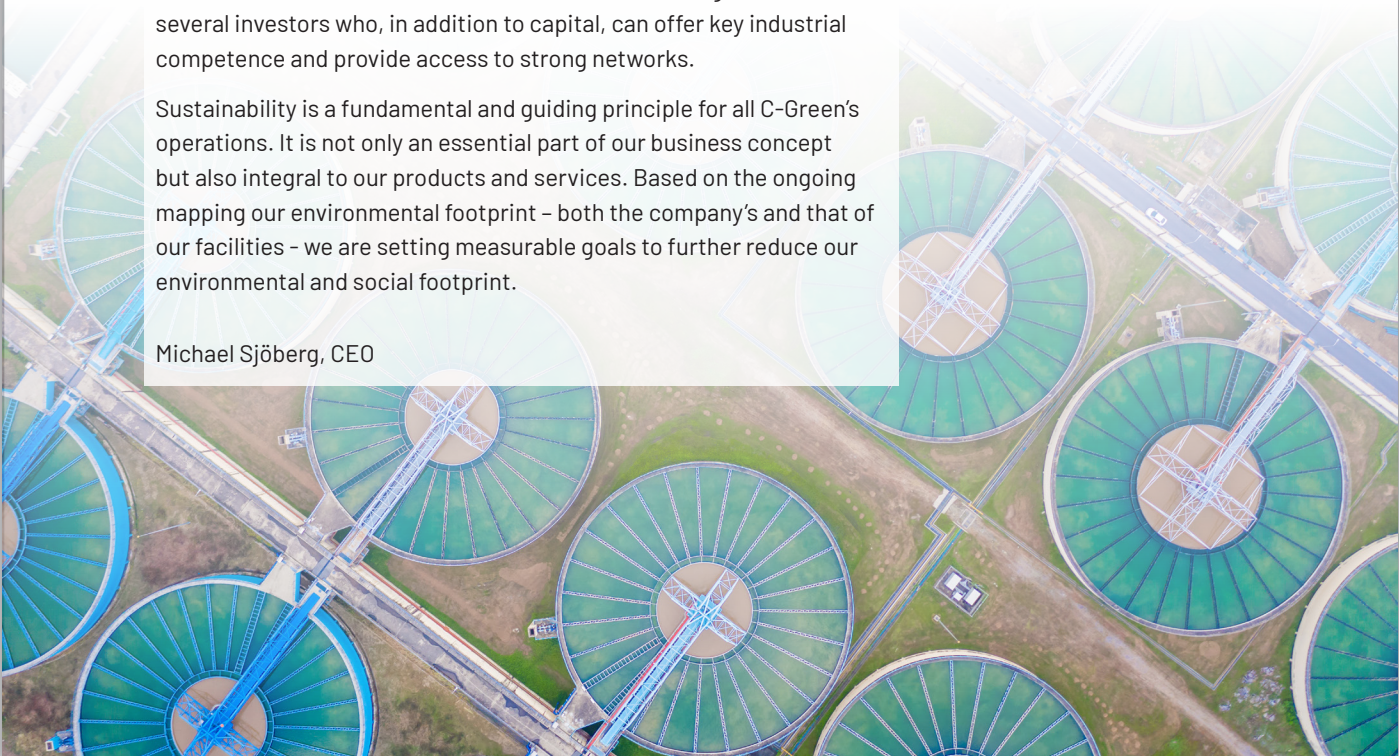 several investors who, in addition to capital, can offer key industrial
competence and provide access to strong networks.
Sustainability is a fundamental and guiding principle for all C-Green’s
operations. It is not only an essential part of our business concept
but also integral to our products and services. Based on the ongoing
mapping our environmental footprint – both the company’s and that of
our facilities - we are setting measurable goals to further reduce our
environmental and social footprint.
Michael Sjöberg, CEO